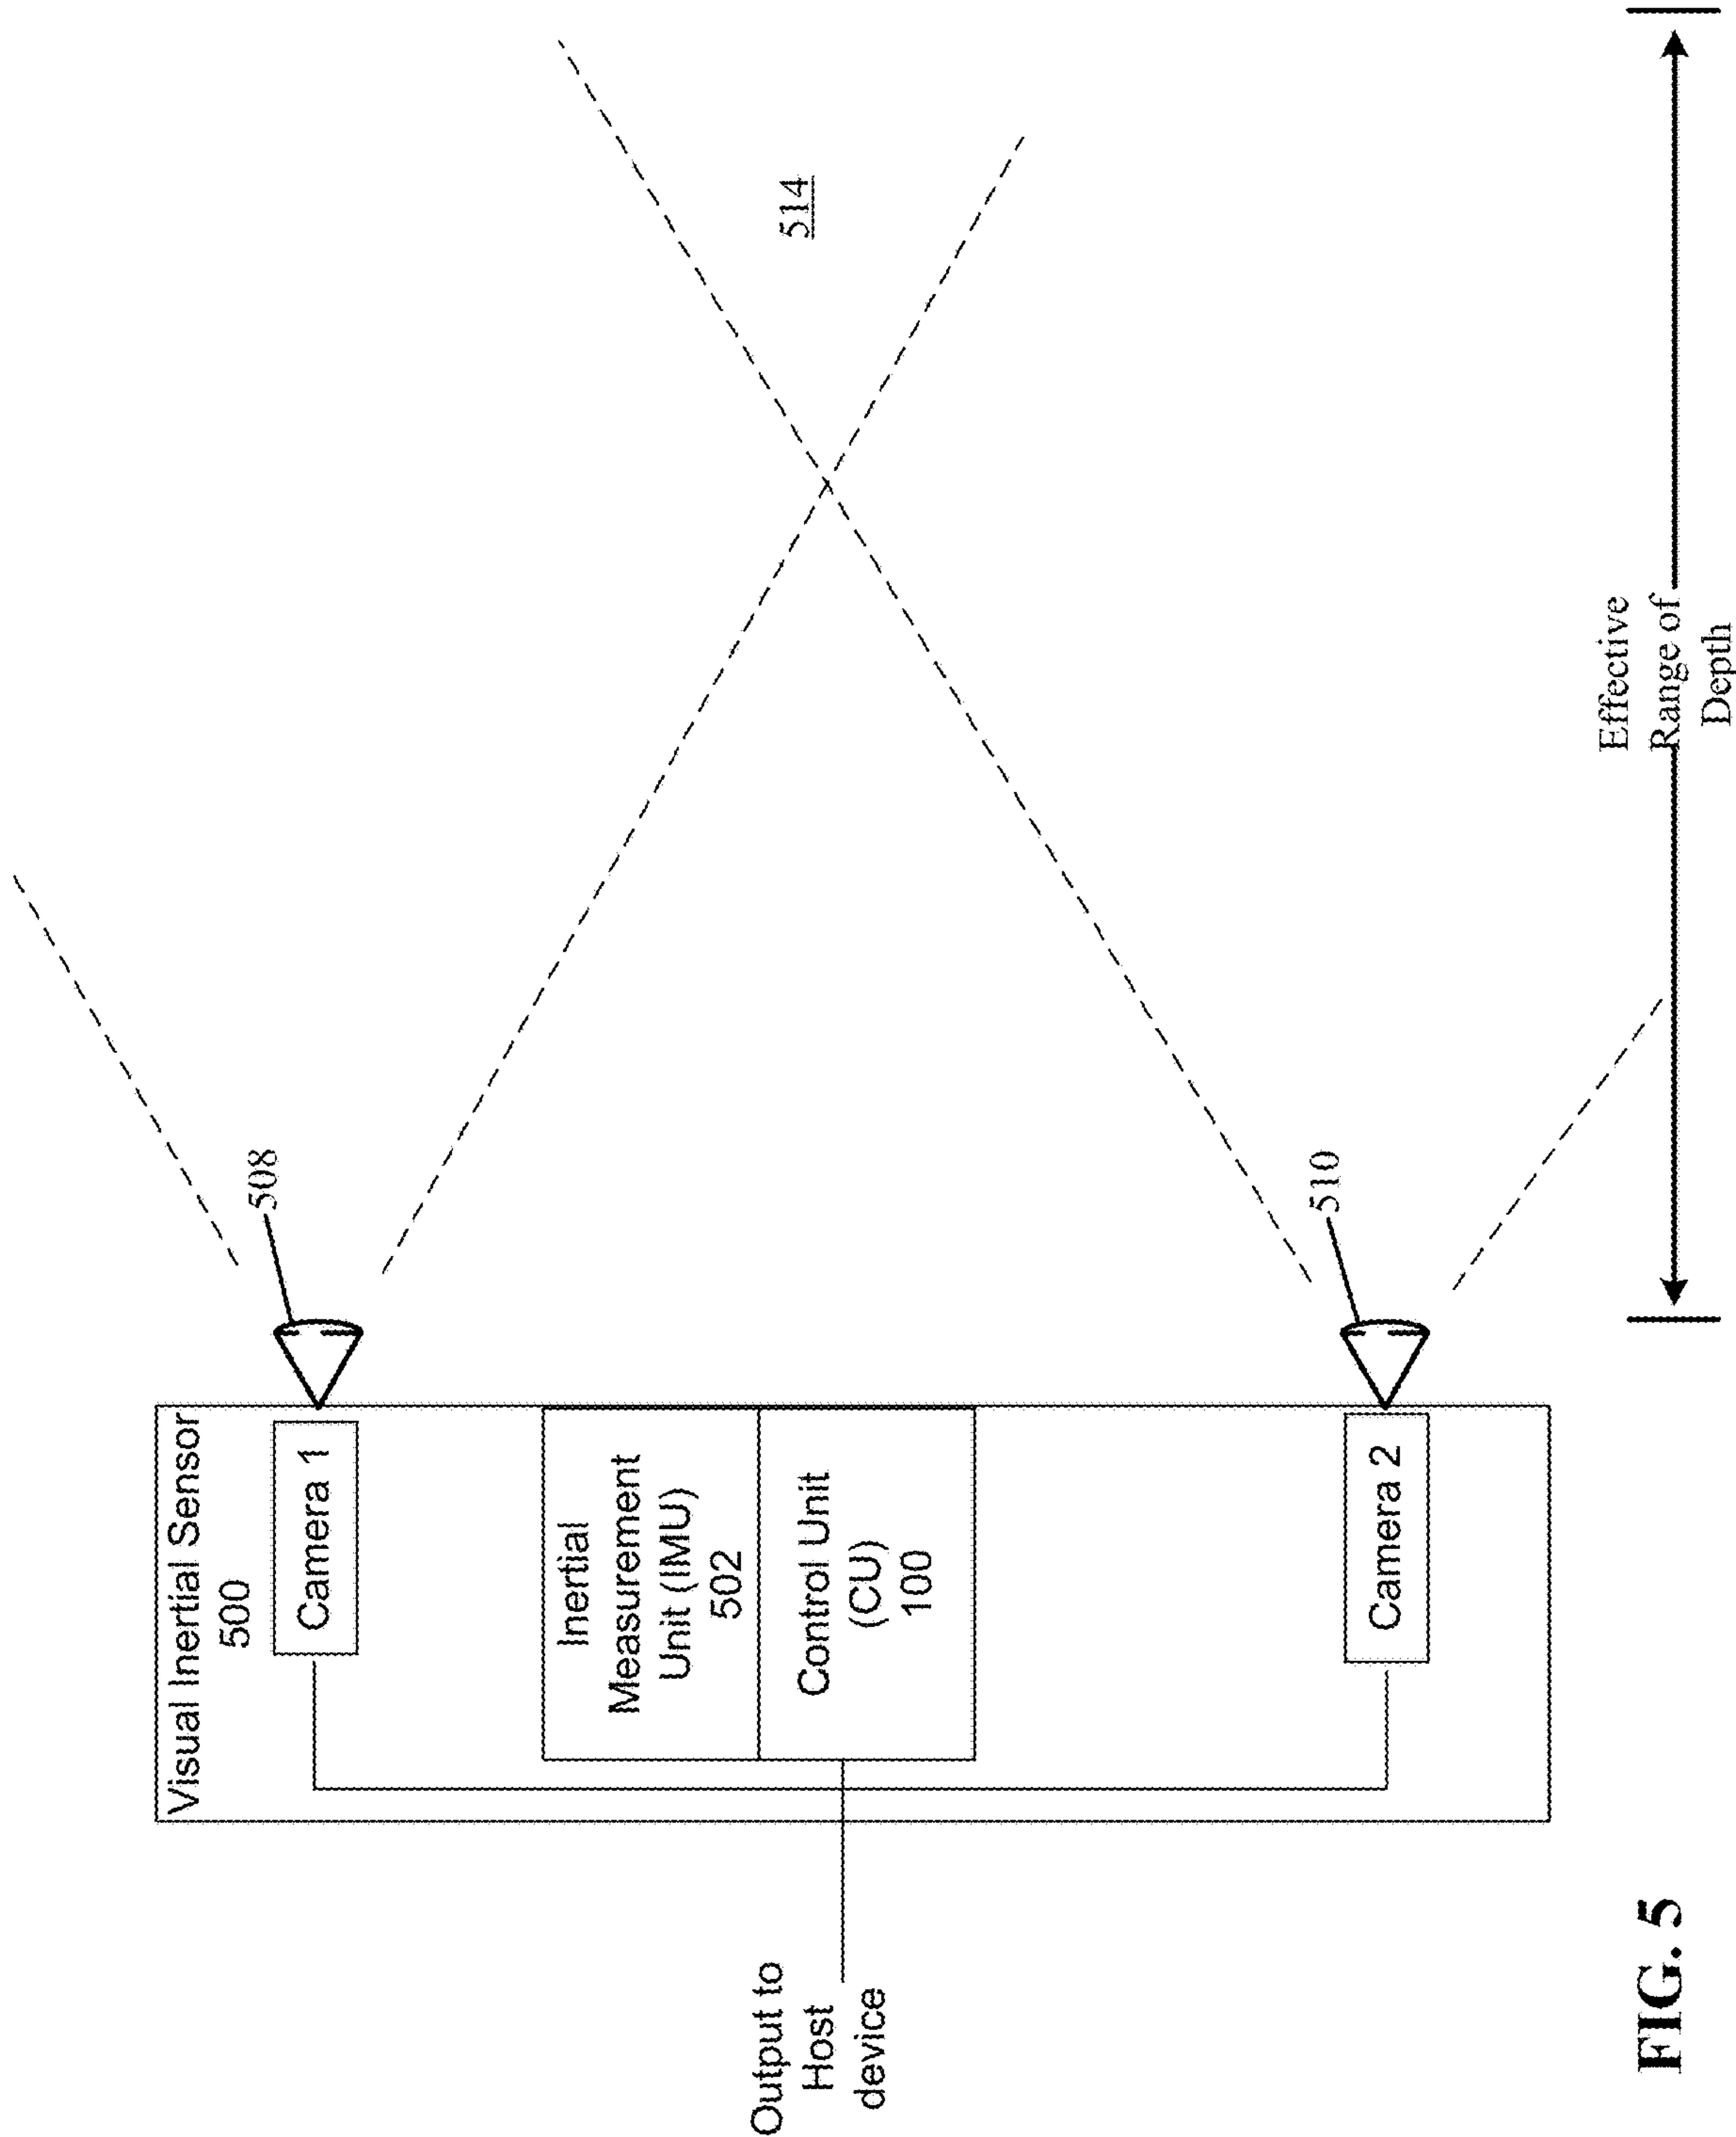 Visual Inertial Sensor
500
Camera 1
508
Inertial
Measurement
Unit (IMU)
502
Control Unit
(CU)
100
Output to
Host
device
514
Camera 2
510
Effective
Range of
Depth
FIG. 5